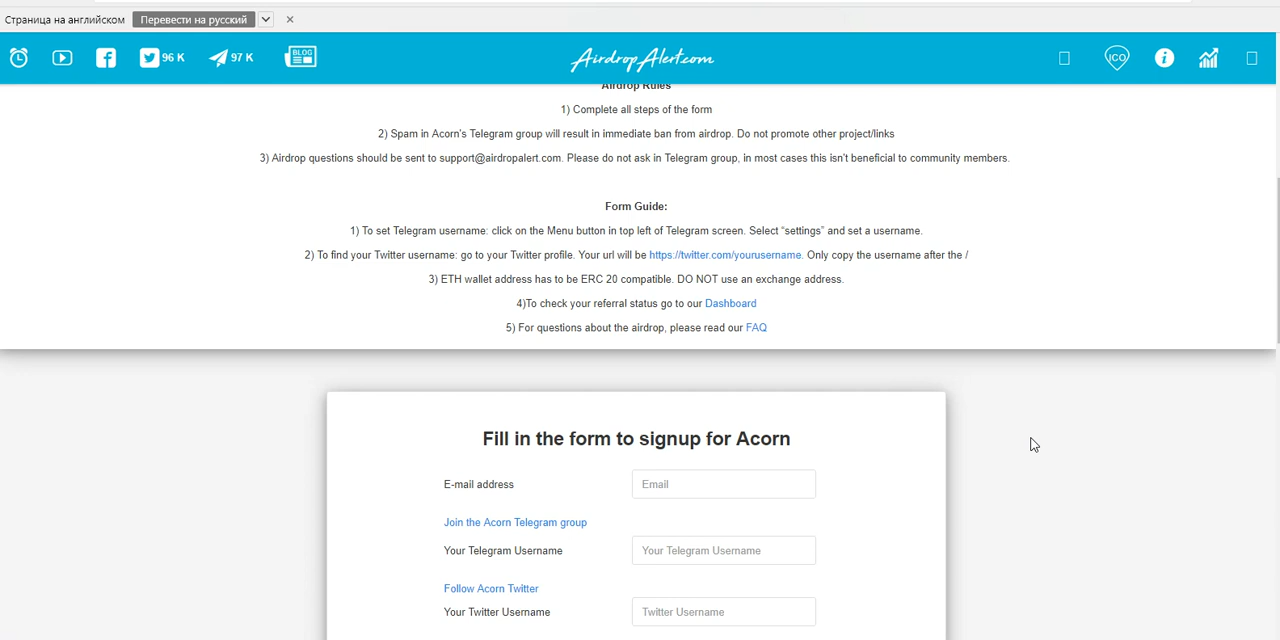 Страница на английском Перевести на русский
96 K 97 K BLOG AirdropAlert.com ICO
Airdrop Rules
1) Complete all steps of the form
2) Spam in Acorn's Telegram group will result in immediate ban from airdrop. Do not promote other project/links
3) Airdrop questions should be sent to support@airdropalert.com. Please do not ask in Telegram group, in most cases this isn't beneficial to community members.
Form Guide:
1) To set Telegram username: click on the Menu button in top left of Telegram screen. Select “settings” and set a username.
2) To find your Twitter username: go to your Twitter profile. Your url will be https://twitter.com/yourusername. Only copy the username after the /
3) ETH wallet address has to be ERC 20 compatible. DO NOT use an exchange address.
4)To check your referral status go to our Dashboard
5) For questions about the airdrop, please read our FAQ
Fill in the form to signup for Acorn
E-mail address Email
Join the Acorn Telegram group
Your Telegram Username Your Telegram Username
Follow Acorn Twitter
Your Twitter Username Twitter Username